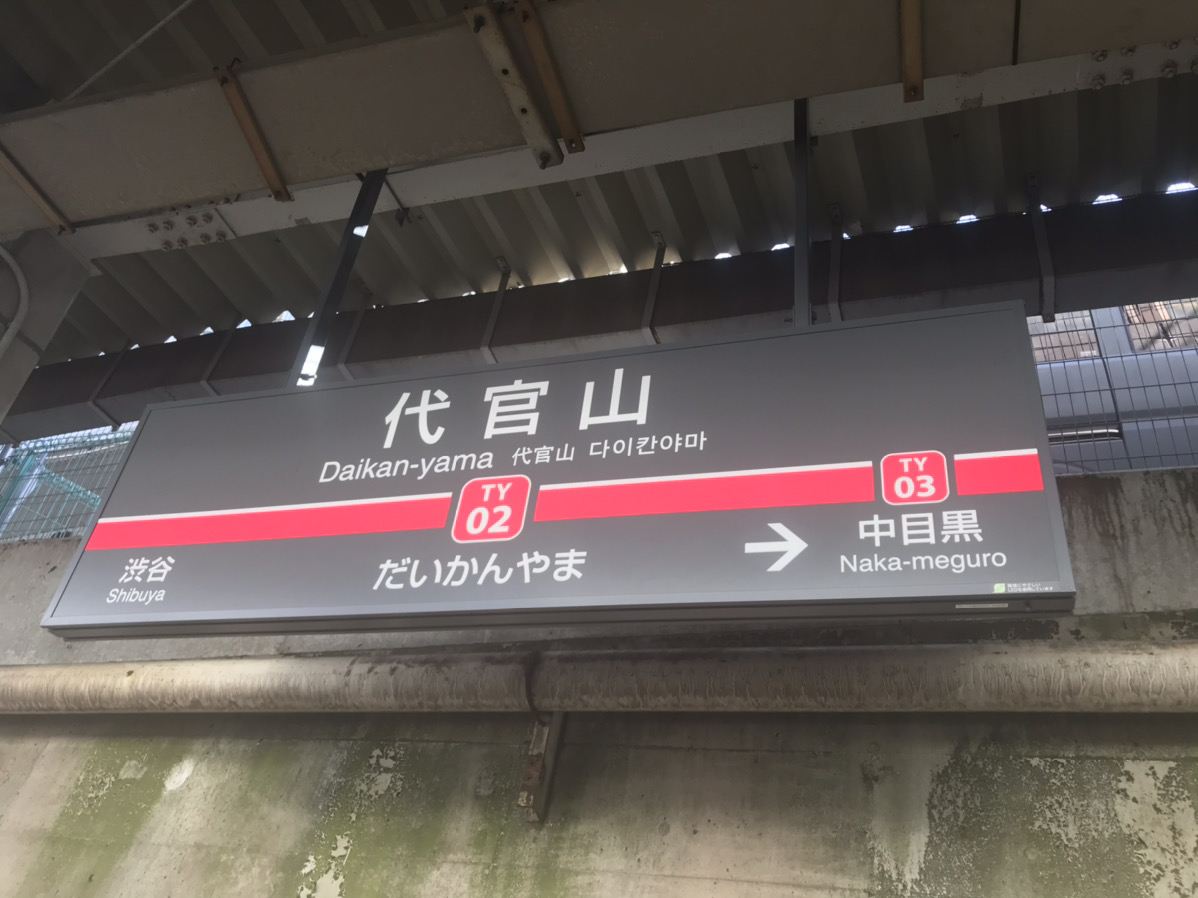 代官山
Daikan-yama 代官山 다이칸야마
TY
02
TY
03
渋谷
Shibuya
だいかんやま
→
中目黒
Naka-meguro